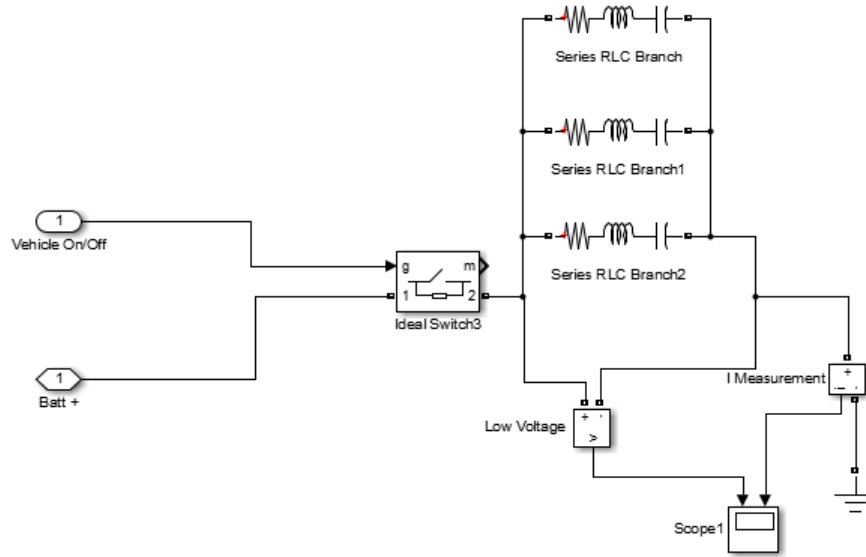 Series RLC Branch
Series RLC Branch1
1
Vehicle On/Off
Series RLC Branch2
g
m
1
2
Ideal Switch3
1
Batt +
I Measurement
+
i
-
Low Voltage
+
-
v
Scope1